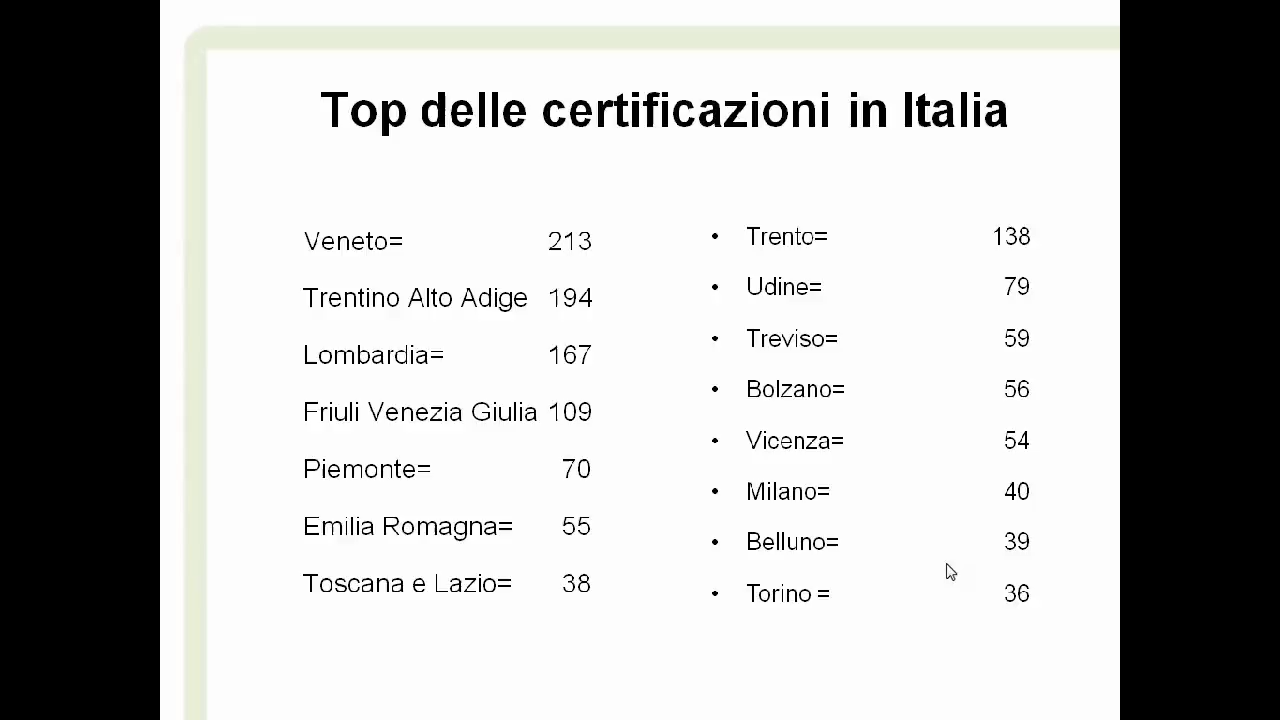 Top delle certificazioni in Italia
Veneto= 213
Trentino Alto Adige 194
Lombardia= 167
Friuli Venezia Giulia 109
Piemonte= 70
Emilia Romagna= 55
Toscana e Lazio= 38
• Trento= 138
• Udine= 79
• Treviso= 59
• Bolzano= 56
• Vicenza= 54
• Milano= 40
• Belluno= 39
• Torino = 36